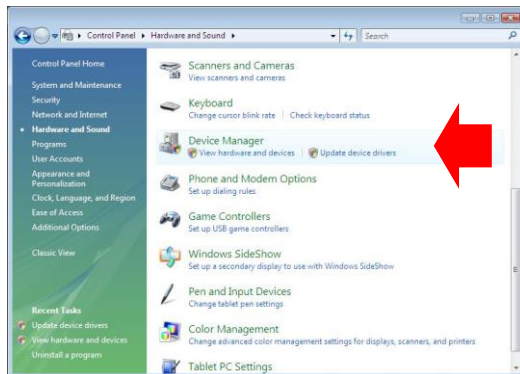 Control Panel ▸ Hardware and Sound ▸
Search
Control Panel Home
System and Maintenance
Security
Network and Internet
Hardware and Sound
Programs
User Accounts
Appearance and
Personalization
Clock, Language, and Region
Ease of Access
Additional Options
Classic View
Recent Tasks
Update device drivers
View hardware and devices
Uninstall a program
Scanners and Cameras
View scanners and cameras
Keyboard
Change cursor blink rate | Check keyboard status
Device Manager
View hardware and devices | Update device drivers
Phone and Modem Options
Set up dialing rules
Game Controllers
Set up USB game controllers
Windows SideShow
Set up a secondary display to use with Windows SideShow
Pen and Input Devices
Change tablet pen settings
Color Management
Change advanced color management settings for displays, scanners, and printers
Tablet PC Settings